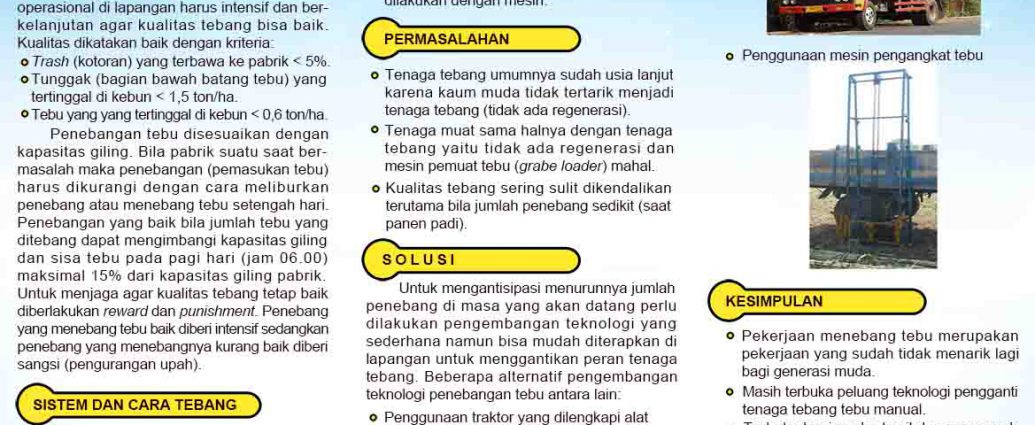 operasional di lapangan harus intensif dan ber-
kelanjutan agar kualitas tebang bisa baik.
Kualitas dikatakan baik dengan kriteria:
Trash (kotoran) yang terbawa ke pabrik < 5%.
Tunggak (bagian bawah batang tebu) yang
tertinggal di kebun < 1,5 ton/ha.
Tebu yang yang tertinggal di kebun < 0,6 ton/ha.
Penebangan tebu disesuaikan dengan
kapasitas giling. Bila pabrik suatu saat ber-
masalah maka penebangan (pemasukan tebu)
harus dikurangi dengan cara meliburkan
penebang atau menebang tebu setengah hari.
Penebangan yang baik bila jumlah tebu yang
ditebang dapat mengimbangi kapasitas giling
dan sisa tebu pada pagi hari (jam 06.00)
maksimal 15% dari kapasitas giling pabrik.
Untuk menjaga agar kualitas tebang tetap baik
diberlakukan reward dan punishment. Penebang
yang menebang tebu baik diberi intensif sedangkan
penebang yang menebangnya kurang baik diberi
sangsi (pengurangan upah).
SISTEM DAN CARA TEBANG
dilakukan dengan mesin.
PERMASALAHAN
Tenaga tebang umumnya sudah usia lanjut
karena kaum muda tidak tertarik menjadi
tenaga tebang (tidak ada regenerasi).
Tenaga muat sama halnya dengan tenaga
tebang yaitu tidak ada regenerasi dan
mesin pemuat tebu (grabe loader) mahal.
Kualitas tebang sering sulit dikendalikan
terutama bila jumlah penebang sedikit (saat
panen padi).
SOLUSI
Untuk mengantisipasi menurunnya jumlah
penebang di masa yang akan datang perlu
dilakukan pengembangan teknologi yang
sederhana namun bisa mudah diterapkan di
lapangan untuk menggantikan peran tenaga
tebang. Beberapa alternatif pengembangan
teknologi penebangan tebu antara lain:
Penggunaan traktor yang dilengkapi alat
Penggunaan mesin pengangkat tebu
KESIMPULAN
Pekerjaan menebang tebu merupakan
pekerjaan yang sudah tidak menarik lagi
bagi generasi muda.
Masih terbuka peluang teknologi pengganti
tenaga tebang tebu manual.